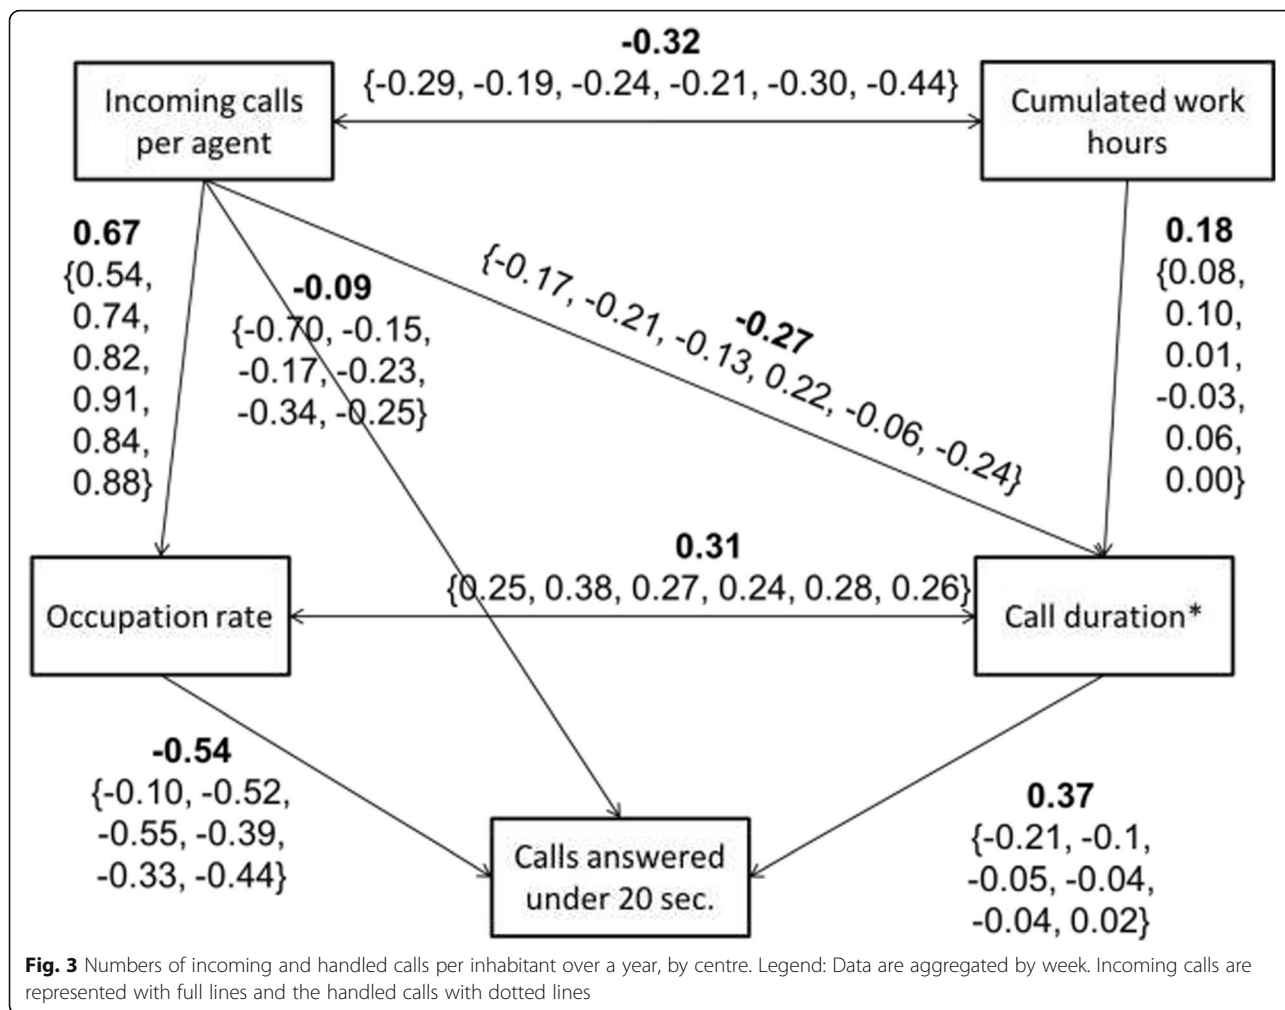 -0.32
{-0.29, -0.19, -0.24, -0.21, -0.30, -0.44}
Incoming calls
per agent
Cumulated work
hours
0.67
{0.54,
0.74,
0.82,
0.91,
0.84,
0.88}
-0.09
{-0.70, -0.15,
-0.17, -0.23,
-0.34, -0.25}
-0.27
{-0.17, -0.21, -0.13, 0.22, -0.06, -0.24}
0.18
{0.08,
0.10,
0.01,
-0.03,
0.06,
0.00}
0.31
{0.25, 0.38, 0.27, 0.24, 0.28, 0.26}
Occupation rate
Call duration*
-0.54
{-0.10, -0.52,
-0.55, -0.39,
-0.33, -0.44}
Calls answered
under 20 sec.
0.37
{-0.21, -0.1,
-0.05, -0.04,
-0.04, 0.02}
Fig. 3 Numbers of incoming and handled calls per inhabitant over a year, by centre. Legend: Data are aggregated by week. Incoming calls are
represented with full lines and the handled calls with dotted lines